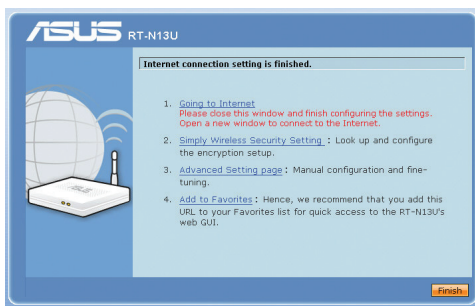 ASUS RT-N13U
Internet connection setting is finished.
1. Going to Internet
Please close this window and finish configuring the settings.
Open a new window to connect to the Internet.
2. Simply Wireless Security Setting : Look up and configure
the encryption setup.
3. Advanced Setting page : Manual configuration and fine-
tuning.
4. Add to Favorites : Hence, we recommend that you add this
URL to your Favorites list for quick access to the RT-N13U's
web GUI.
ASUS
Finish